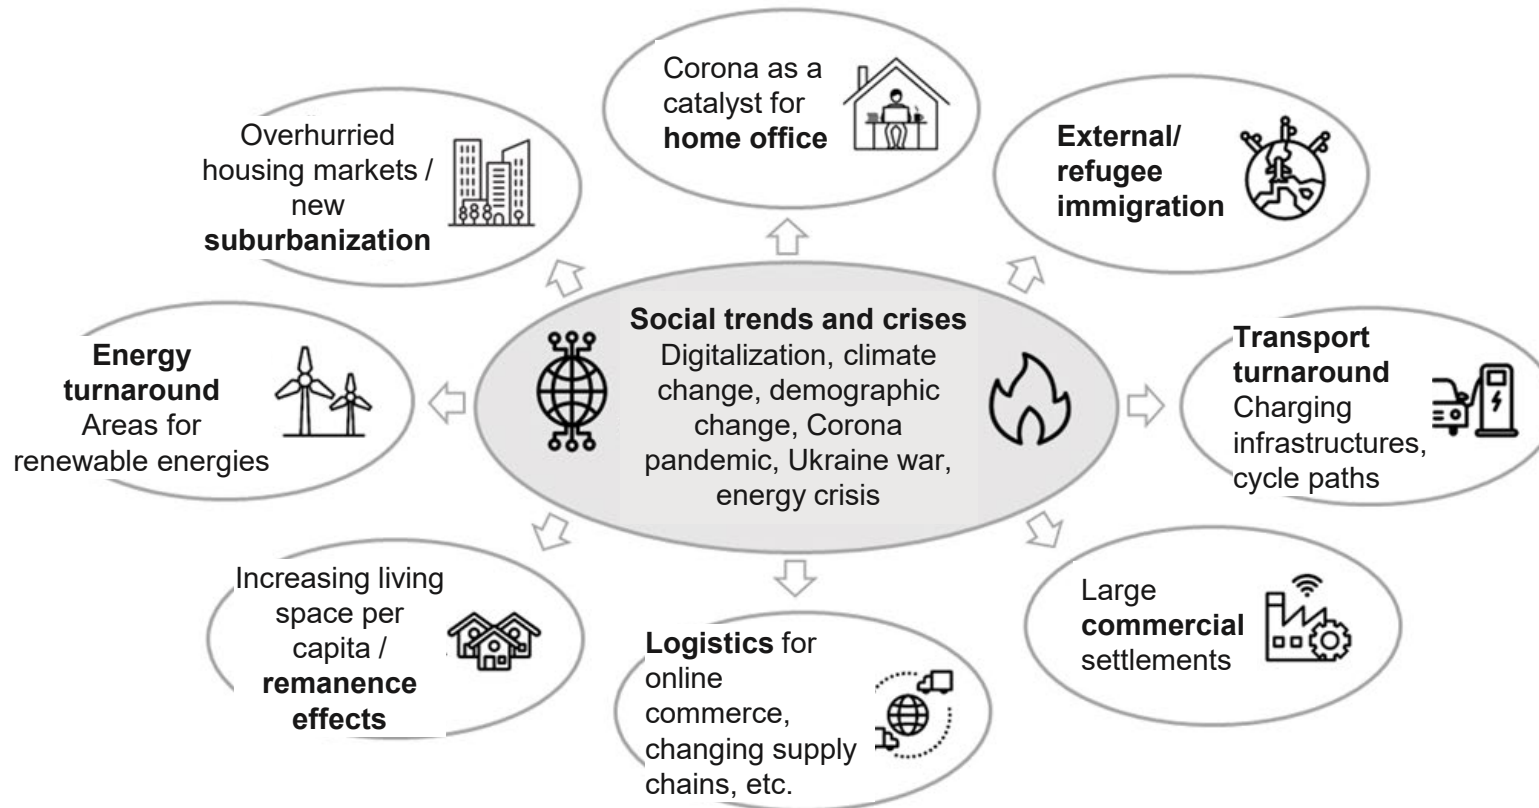 Corona as a
catalyst for
home office
Overhurried
housing markets /
new
suburbanization
External/
refugee
immigration
Social trends and crises
Digitalization, climate
change, demographic
change, Corona
pandemic, Ukraine war,
energy crisis
Energy
turnaround
Areas for
renewable energies
Transport
turnaround
Charging
infrastructures,
cycle paths
Increasing living
space per
capita /
remanence
effects
Logistics for
online
commerce,
changing supply
chains, etc.
Large
commercial
settlements